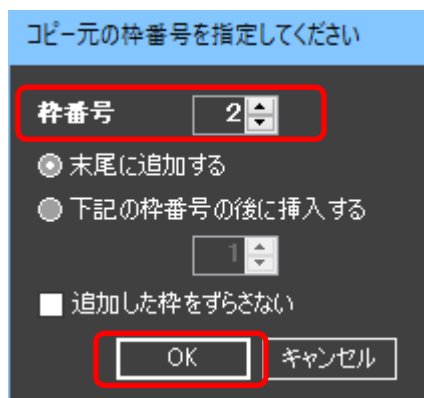 コピー元の枠番号を指定してください
枠番号 2
末尾に追加する
下記の枠番号の後に挿入する
1
追加した枠をずらさない
OK キャンセル